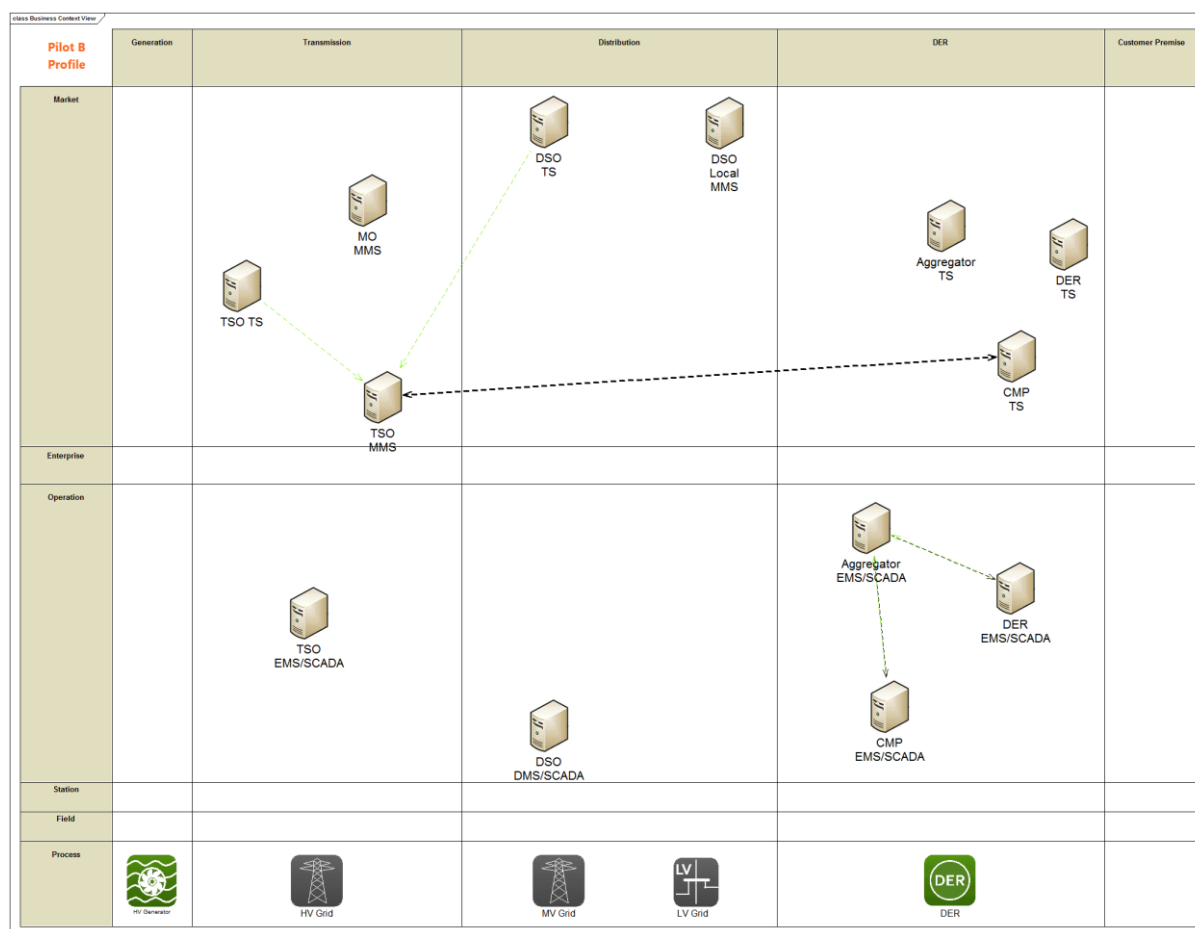 class Business Context View
Pilot B
Profile
Generation
Transmission
Distribution
DER
Customer Premise
Market
DSO
TS
DSO
Local
MMS
MO
MMS
Aggregator
TS
DER
TS
TSO TS
CMP
TS
TSO
MMS
Enterprise
Operation
Aggregator
EMS/SCADA
DER
EMS/SCADA
TSO
EMS/SCADA
CMP
EMS/SCADA
DSO
DMS/SCADA
Station
Field
Process
LV
DER
HV Generator
HV Grid
MV Grid
LV Grid
DER